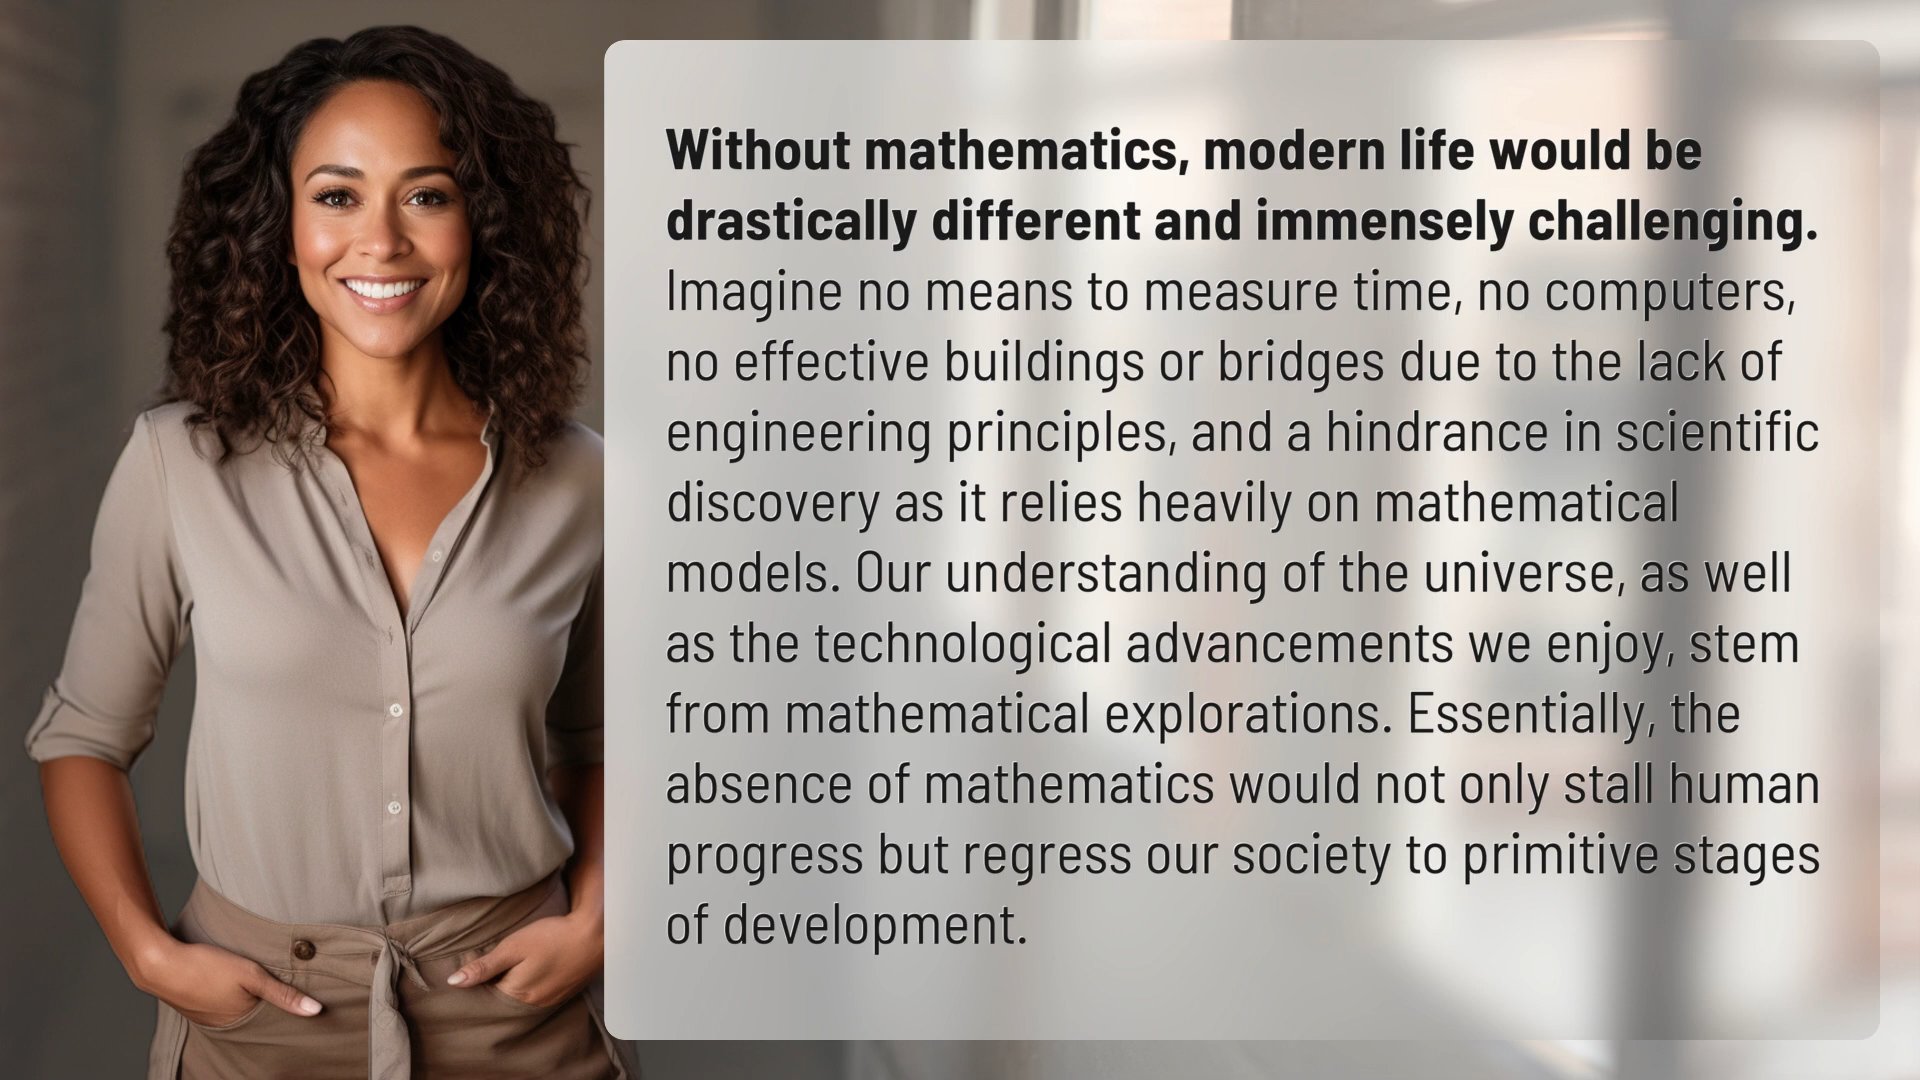 Without mathematics, modern life would be
drastically different and immensely challenging.
Imagine no means to measure time, no computers,
no effective buildings or bridges due to the lack of
engineering principles, and a hindrance in scientific
discovery as it relies heavily on mathematical
models. Our understanding of the universe, as well
as the technological advancements we enjoy, stem
from mathematical explorations. Essentially, the
absence of mathematics would not only stall human
progress but regress our society to primitive stages
of development.